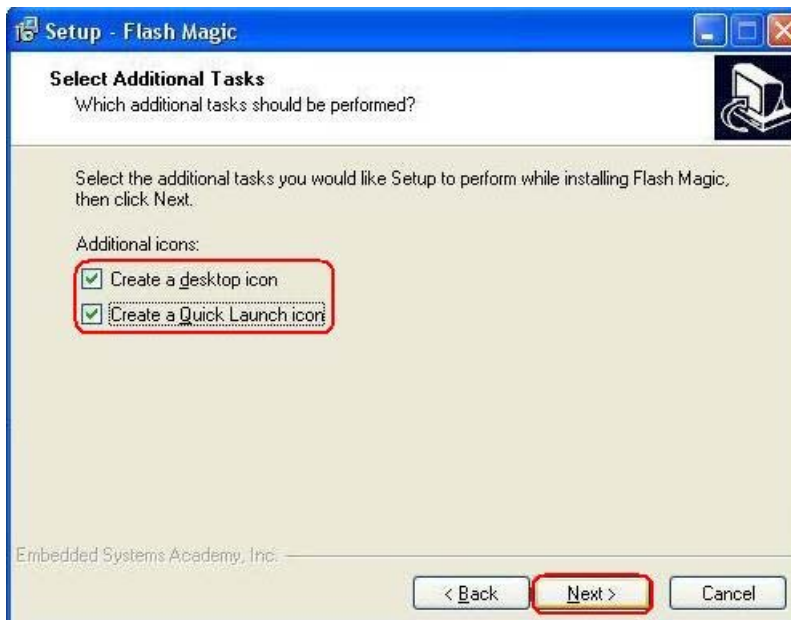 Setup - Flash Magic
Select Additional Tasks
Which additional tasks should be performed?
Select the additional tasks you would like Setup to perform while installing Flash Magic,
then click Next.
Additional icons:
Create a desktop icon
Create a Quick Launch icon
Embedded Systems Academy, Inc.
< Back Next > Cancel